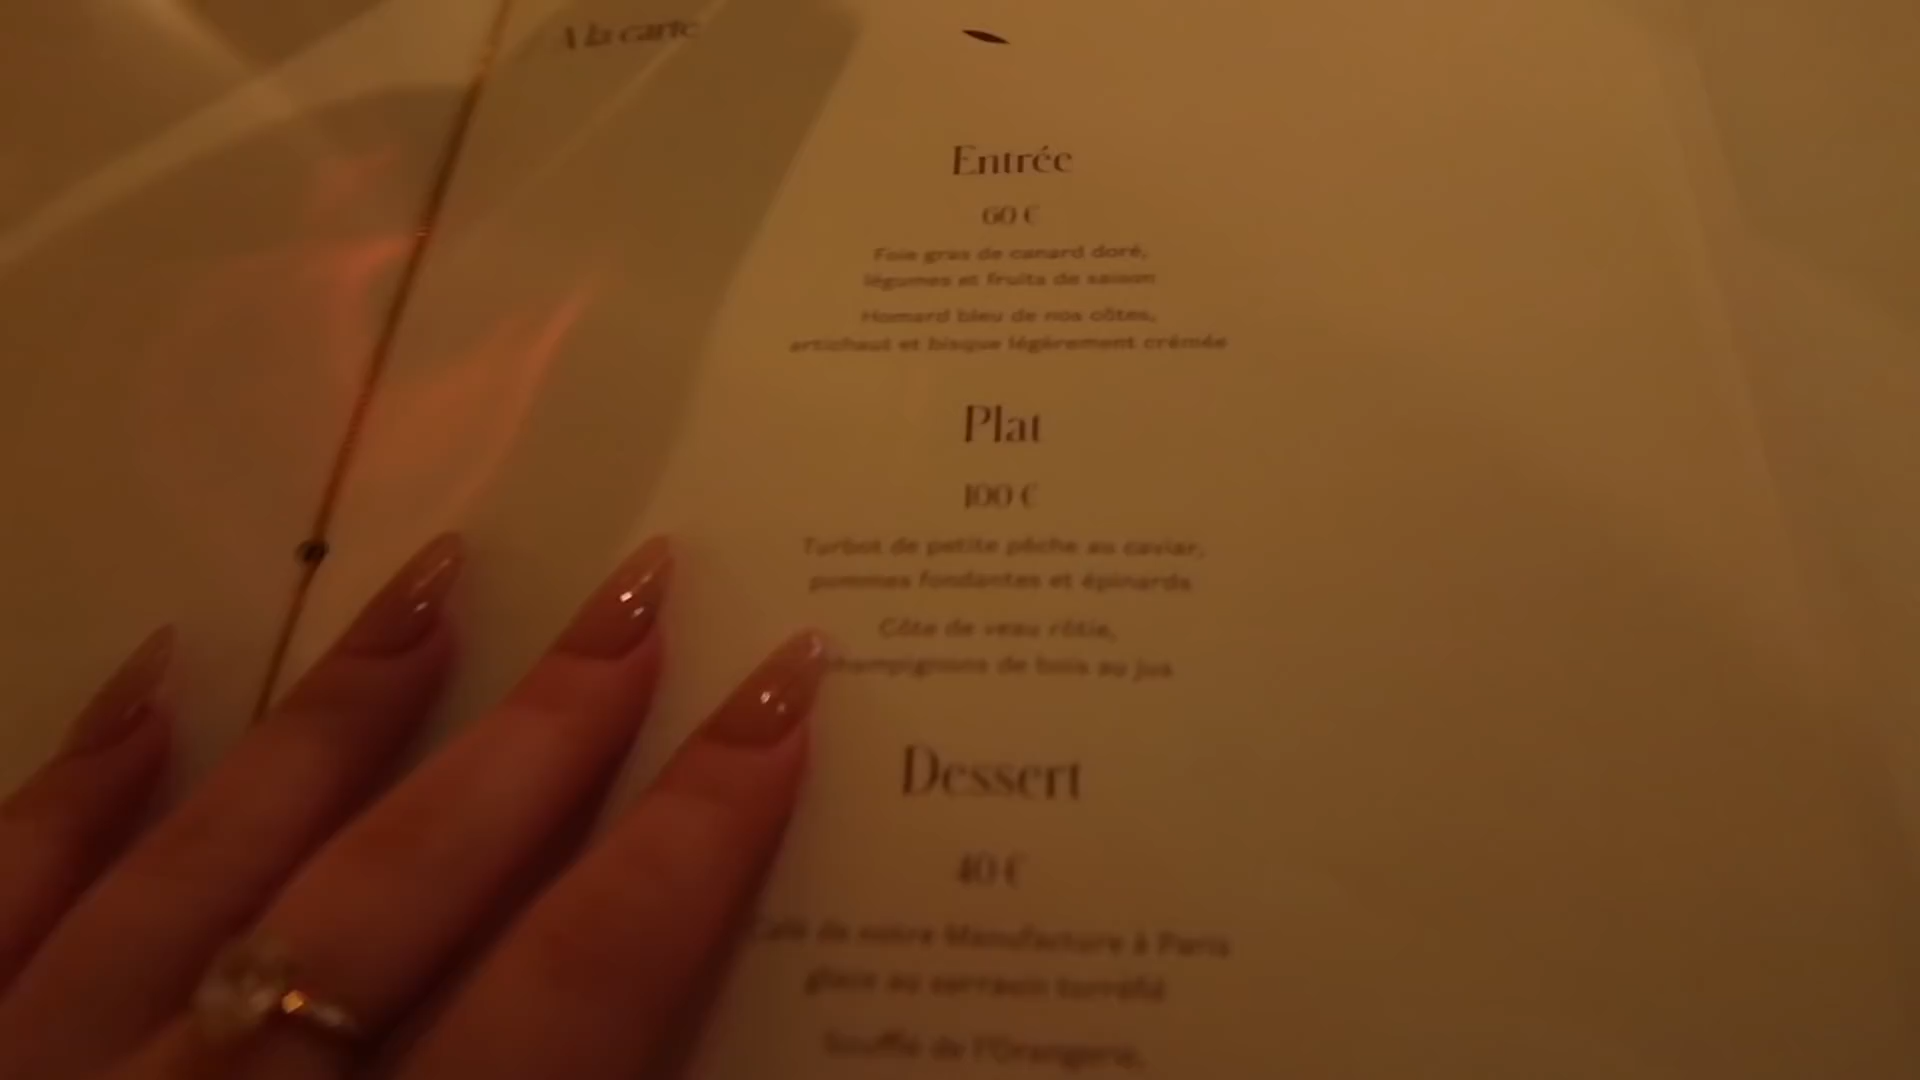 A la carte
Entrée
60 €
Foie gras de canard doré,
légumes et fruits de saison
Homard bleu de nos côtes,
artichaut et bisque légèrement crémée
Plat
100 €
Turbot de petite pêche au caviar,
pommes fondantes et épinards
Côte de veau rôtie,
champignons de bois au jus
Dessert
40 €
Café de notre Manufacture à Paris
glace au sarrasin torréfié
Soufflé de l'Orangerie,